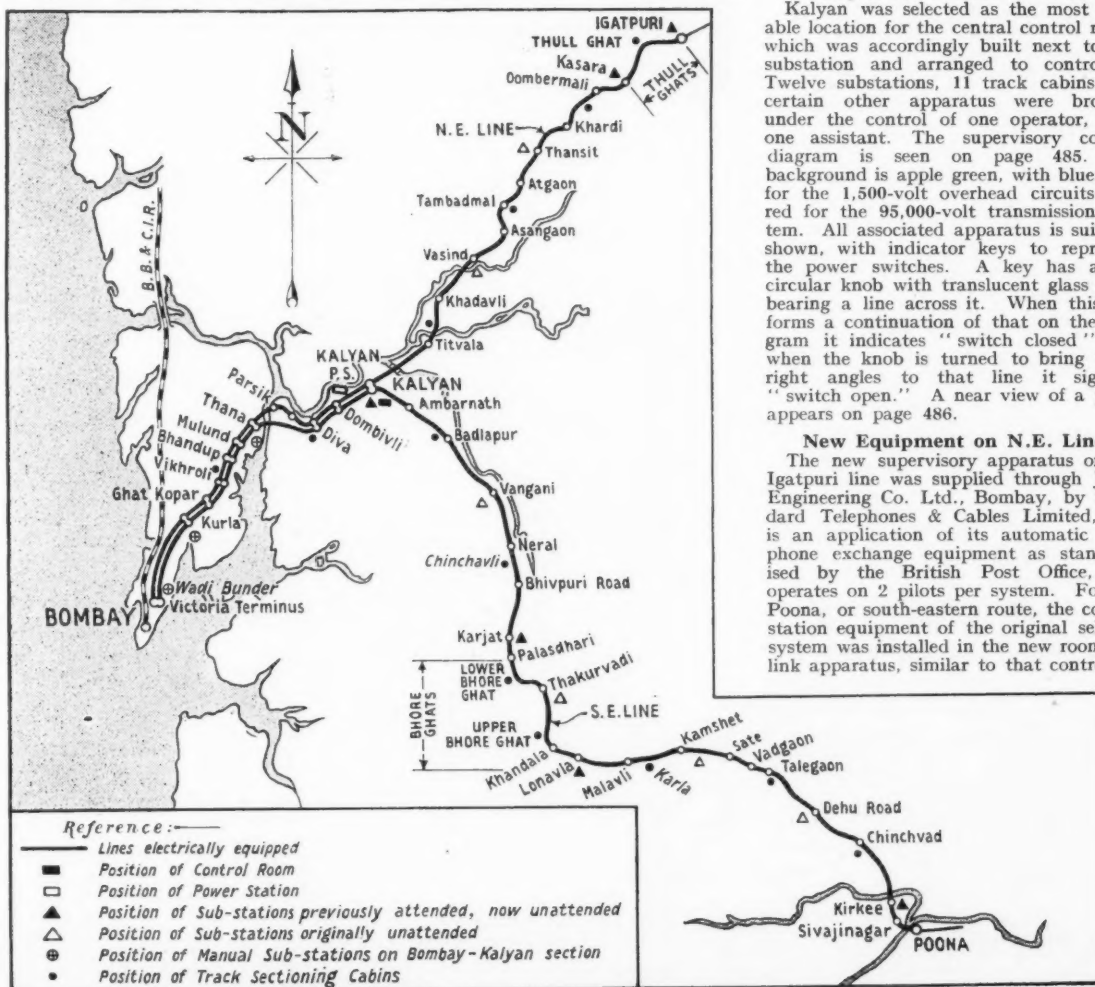 IGATPURI
THULL GHAT
Kasara
Oombermali
THULL
GHATS
N.E. LINE
Khardi
Thansit
Atgaon
Tambadmal
Asangaon
Vasind
Khadavli
Titvala
N
B.B. & C.I.R.
KALYAN
P.S.
KALYAN
Parsik
Thana
Mulund
Bhandup
Vikhroli
Ghat Kopar
Kurla
Wadi Bunder
Victoria Terminus
BOMBAY
Dombivli
Diva
Ambarnath
Badlapur
Vangani
Neral
Chinchavli
Bhivpuri Road
Karjat
Palasdhari
LOWER
BHORE
GHAT
BHORE
GHATS
Thakurvadi
UPPER
BHORE GHAT
S.E.LINE
Khandala
Lonavla
Malavli
Karla
Kamshet
Sate
Vadgaon
Talegaon
Dehu Road
Chinchvad
Kirkee
Sivajinagar
POONA
Reference:—
Lines electrically equipped
Position of Control Room
Position of Power Station
Position of Sub-stations previously attended, now unattended
Position of Sub-stations originally unattended
Position of Manual Sub-stations on Bombay-Kalyan section
Position of Track Sectioning Cabins
Kalyan was selected as the most
able location for the central control
which was accordingly built next to
substation and arranged to contro
Twelve substations, 11 track cabins
certain other apparatus were bro
under the control of one operator,
one assistant. The supervisory co
diagram is seen on page 485.
background is apple green, with blue
for the 1,500-volt overhead circuits
red for the 95,000-volt transmission
tem. All associated apparatus is sui
shown, with indicator keys to repr
the power switches. A key has a
circular knob with translucent glass
bearing a line across it. When this
forms a continuation of that on the
gram it indicates " switch closed "
when the knob is turned to bring
right angles to that line it sig
" switch open." A near view of a
appears on page 486.
New Equipment on N.E. Lin
The new supervisory apparatus o
Igatpuri line was supplied through
Engineering Co. Ltd., Bombay, by
dard Telephones & Cables Limited,
is an application of its automatic
phone exchange equipment as stan
ised by the British Post Office,
operates on 2 pilots per system. Fo
Poona, or south-eastern route, the co
station equipment of the original se
system was installed in the new room
link apparatus, similar to that contr